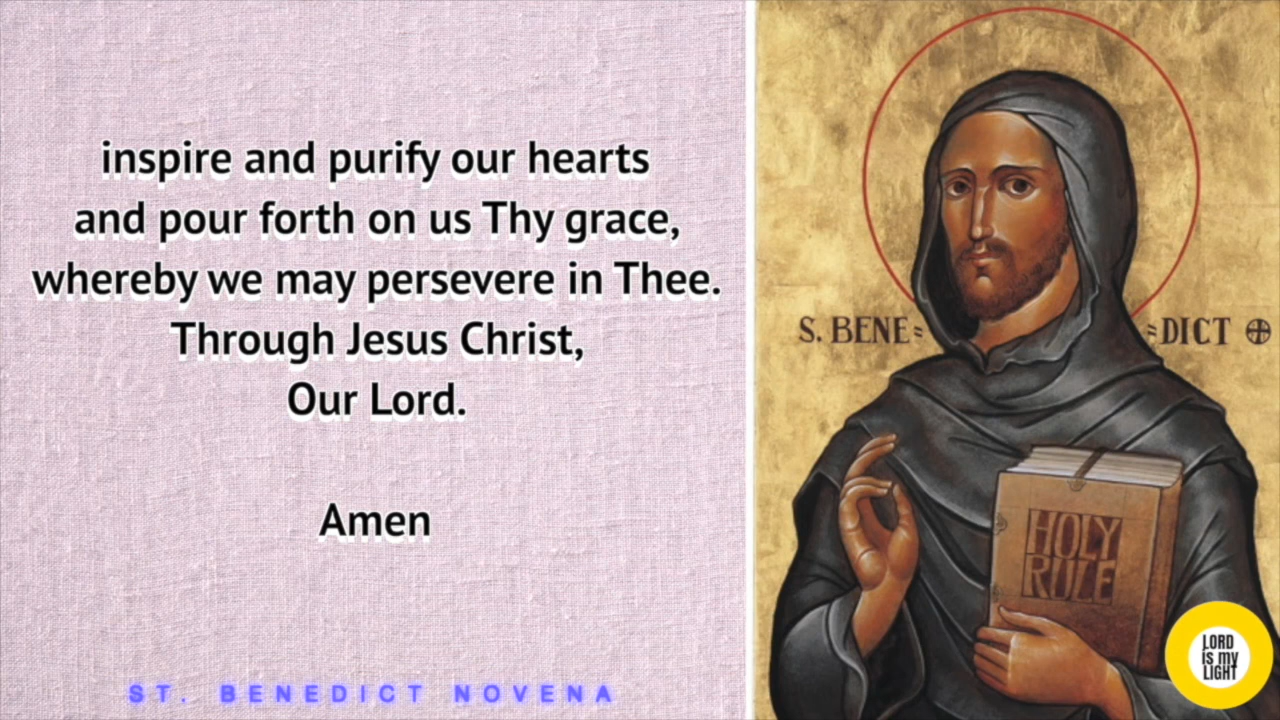 inspire and purify our hearts
and pour forth on us Thy grace,
whereby we may persevere in Thee.
Through Jesus Christ,
Our Lord.
Amen
ST. BENEDICT NOVENA
S. BENE= =DICT
HOLY
RULE
LORD
is my
LIGHT